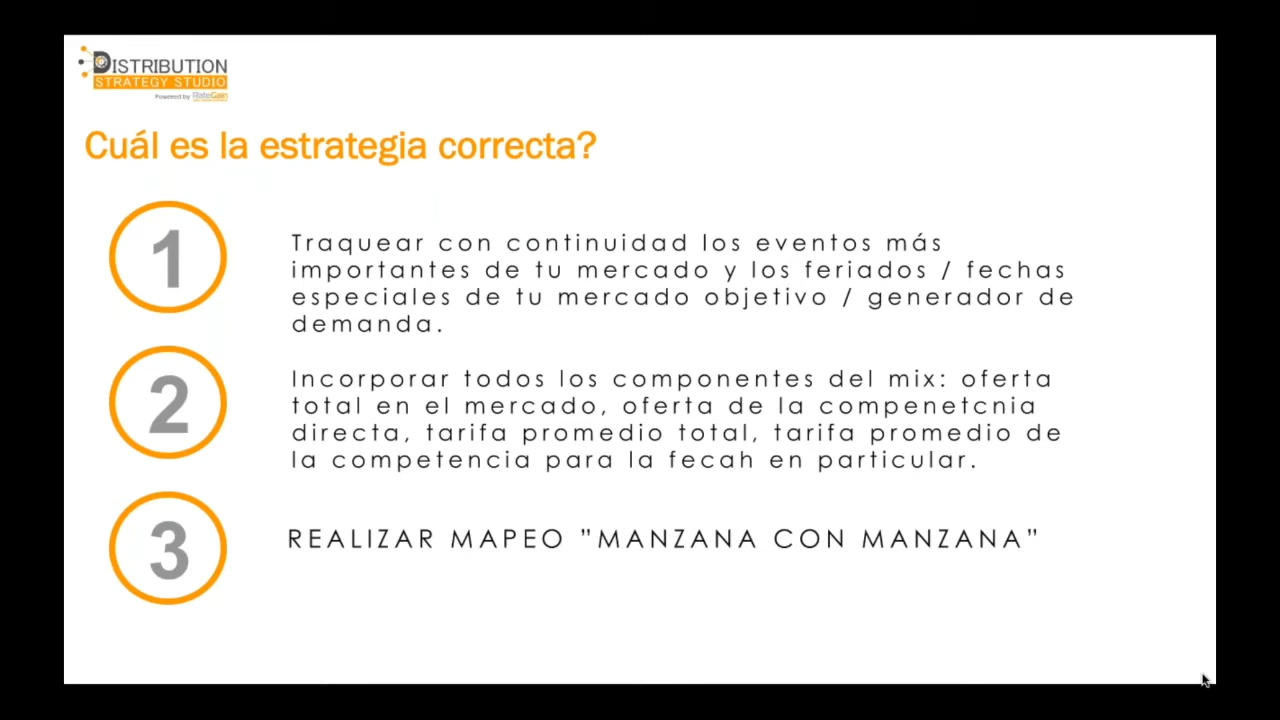 DISTRIBUTION
STRATEGY STUDIO
Powered by RateGain
Cuál es la estrategia correcta?
1
Traquear con continuidad los eventos más
importantes de tu mercado y los feriados / fechas
especiales de tu mercado objetivo / generador de
demanda.
2
Incorporar todos los componentes del mix: oferta
total en el mercado, oferta de la compenetcnia
directa, tarifa promedio total, tarifa promedio de
la competencia para la fecah en particular.
3
REALIZAR MAPEO "MANZANA CON MANZANA"